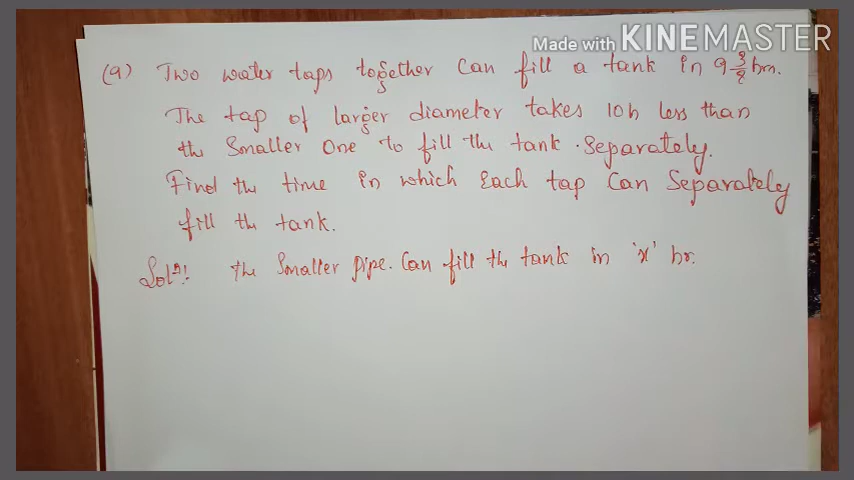 Made with KINEMASTER
(a) Two water taps together can fill a tank in 9 3/8 hrs.
The tap of larger diameter takes 10h less than
the smaller one to fill the tank separately.
Find the time in which each tap can separately
fill the tank.
Solⁿ! The smaller pipe. Can fill the tank in 'x' hr.